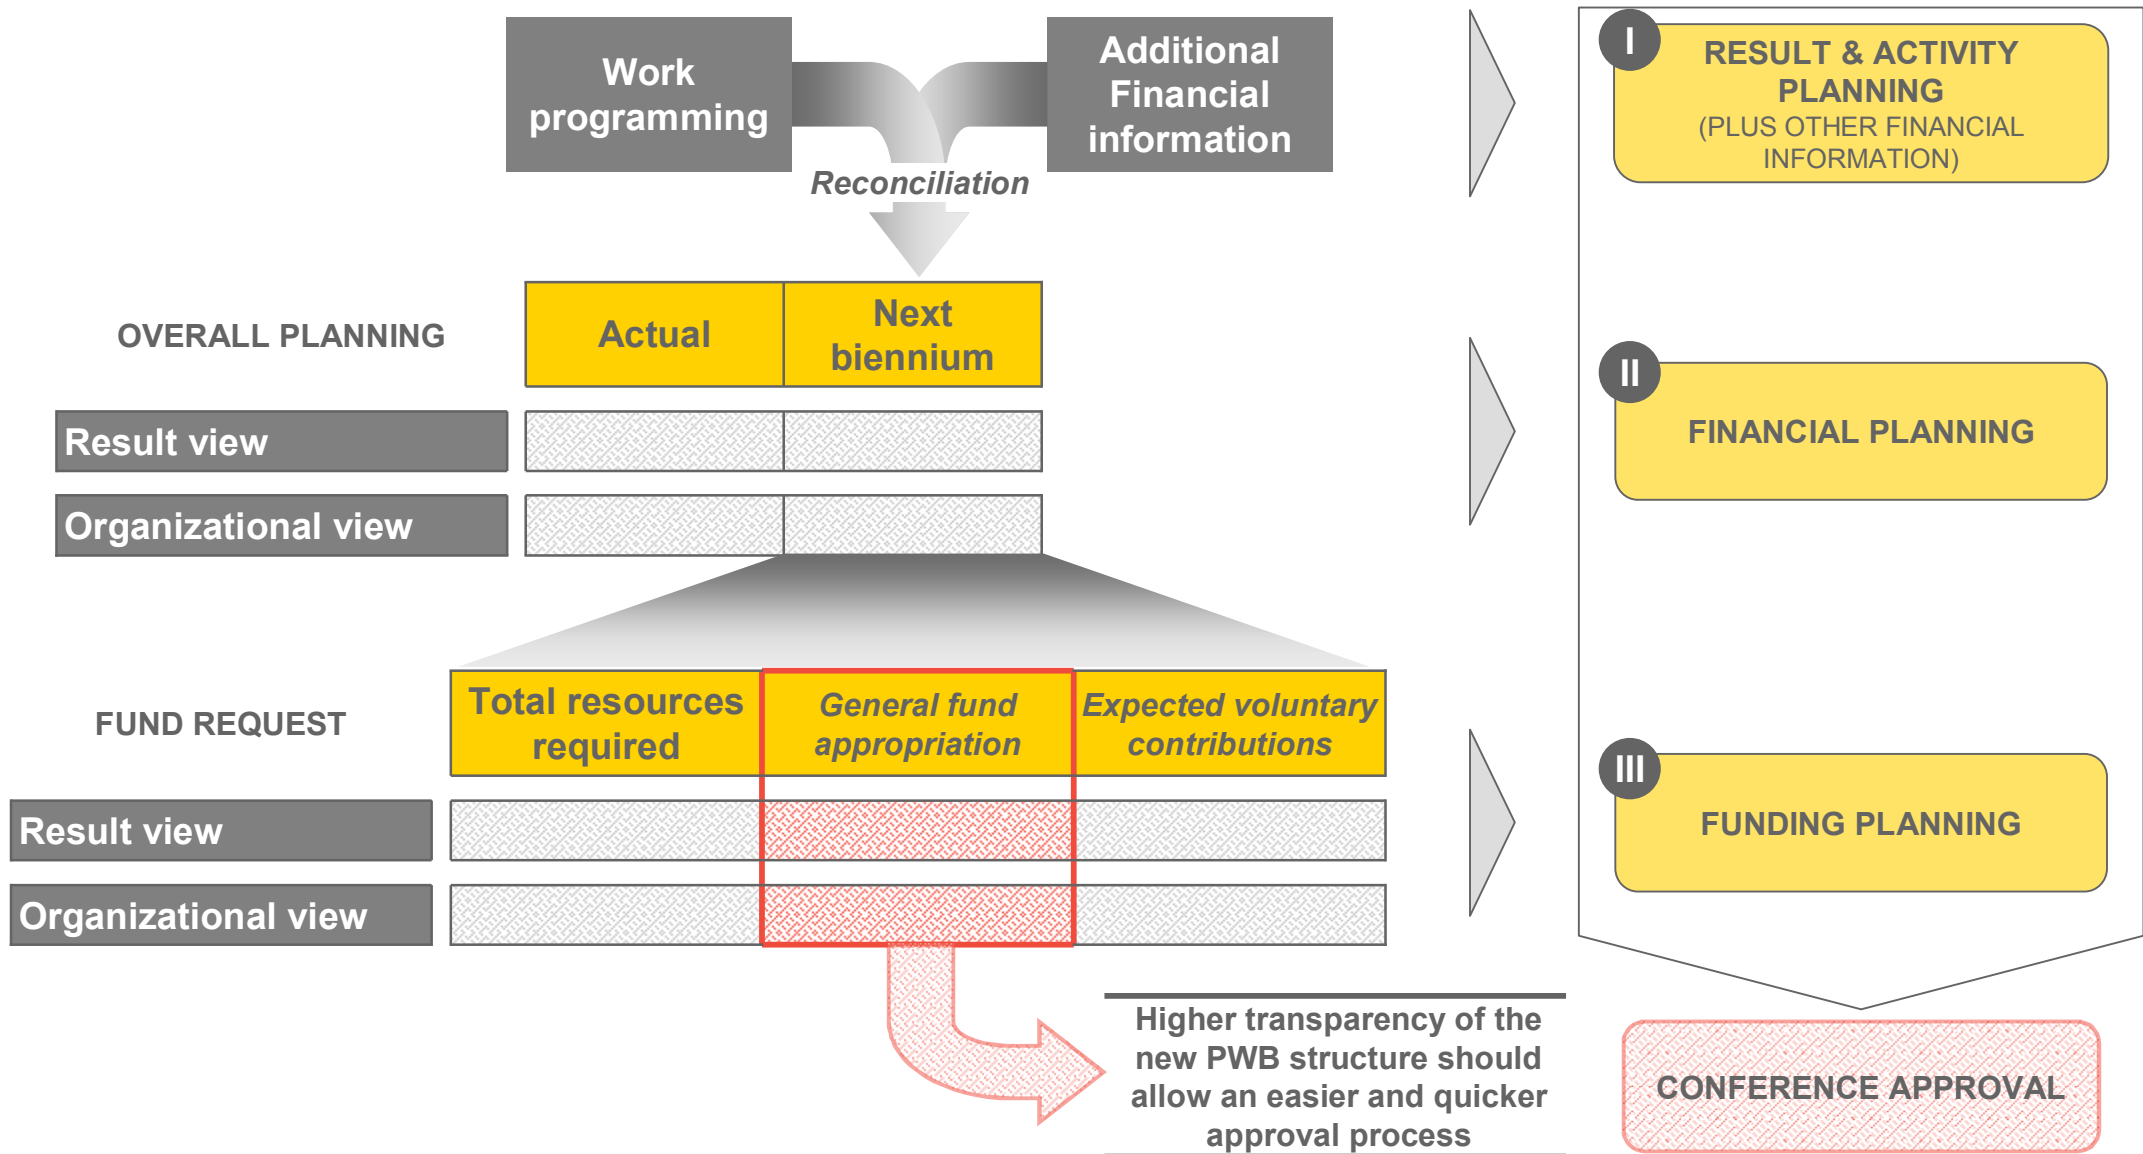 Work
programming
Additional
Financial
information
Reconciliation
I
RESULT & ACTIVITY
PLANNING
(PLUS OTHER FINANCIAL
INFORMATION)
OVERALL PLANNING
Actual
Next
biennium
Result view
Organizational view
II
FINANCIAL PLANNING
FUND REQUEST
Total resources
required
General fund
appropriation
Expected voluntary
contributions
Result view
Organizational view
III
FUNDING PLANNING
Higher transparency of the
new PWB structure should
allow an easier and quicker
approval process
CONFERENCE APPROVAL